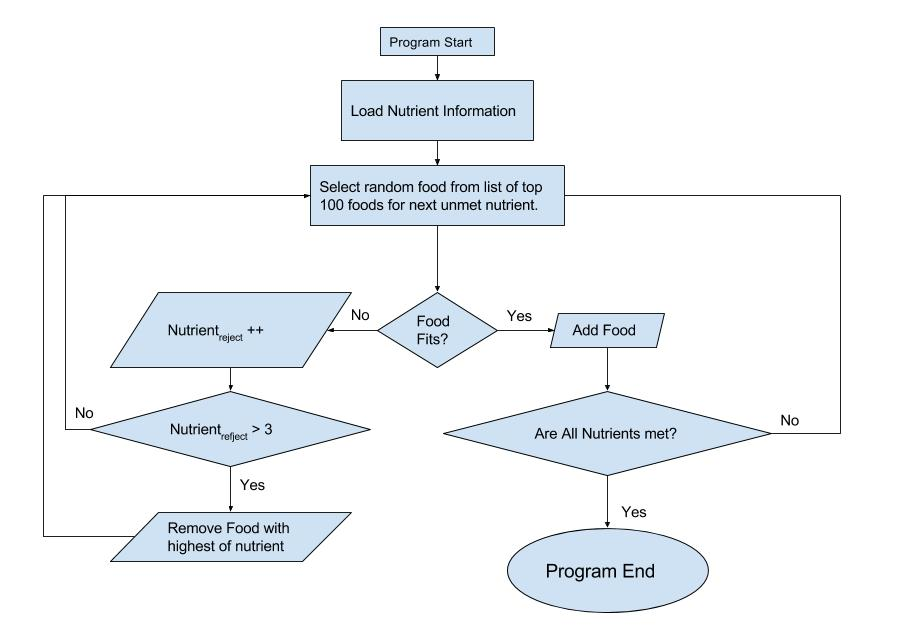 Program Start
Load Nutrient Information
Select random food from list of top
100 foods for next unmet nutrient.
No
Food
Fits?
Yes
Nutrientreject ++
Add Food
No
Nutrientrefject > 3
Are All Nutrients met?
No
Yes
Yes
Remove Food with
highest of nutrient
Program End